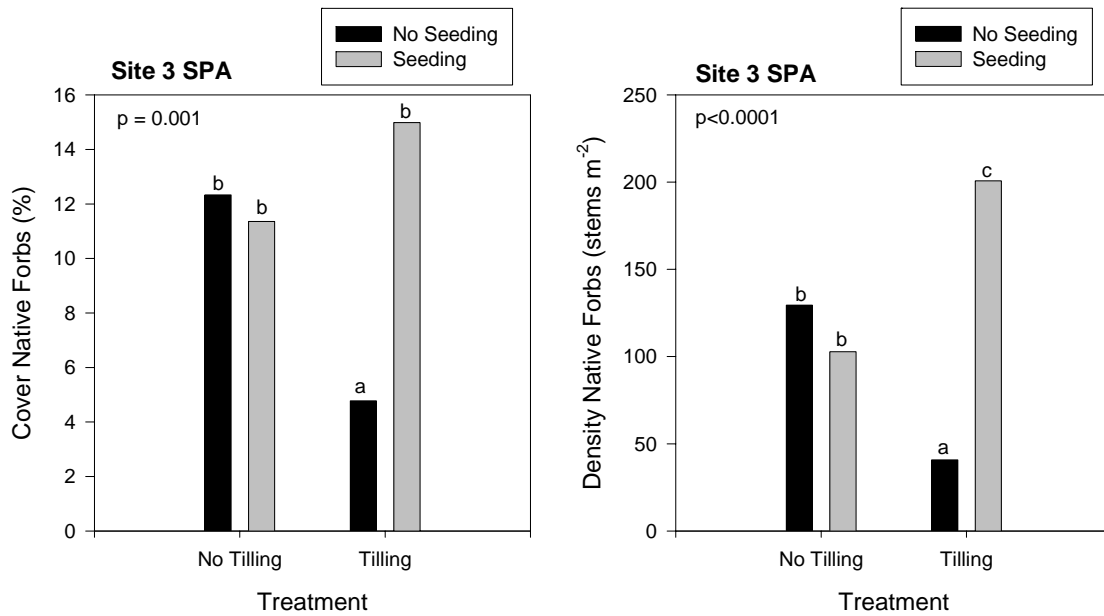 No Seeding
Seeding
Site 3 SPA
p = 0.001
16
14
12
10
8
6
4
2
0
Cover Native Forbs (%)
b
b
a
b
No Tilling
Tilling
Treatment
No Seeding
Seeding
Site 3 SPA
p<0.0001
250
200
150
100
50
0
Density Native Forbs (stems m⁻²)
b
b
a
c
No Tilling
Tilling
Treatment